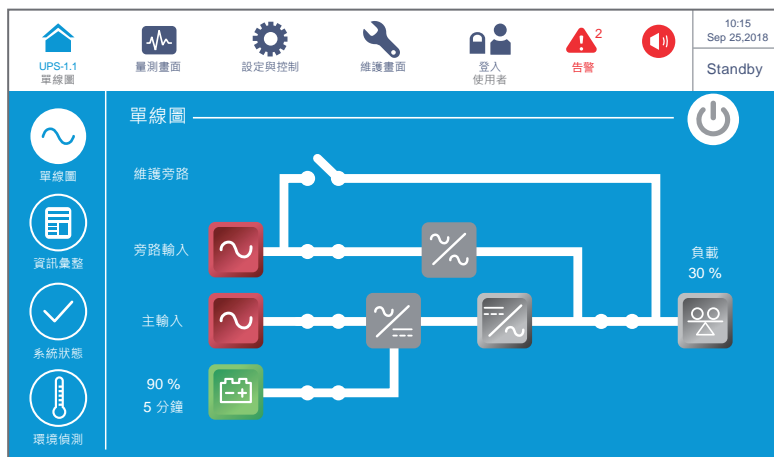 UPS-1.1
單線圖
量測畫面
設定與控制
維護畫面
登入
使用者
2
告警
10:15
Sep 25,2018
Standby
單線圖
資訊彙整
系統狀態
環境偵測
單線圖
維護旁路
旁路輸入
主輸入
90 %
5 分鐘
負載
30 %